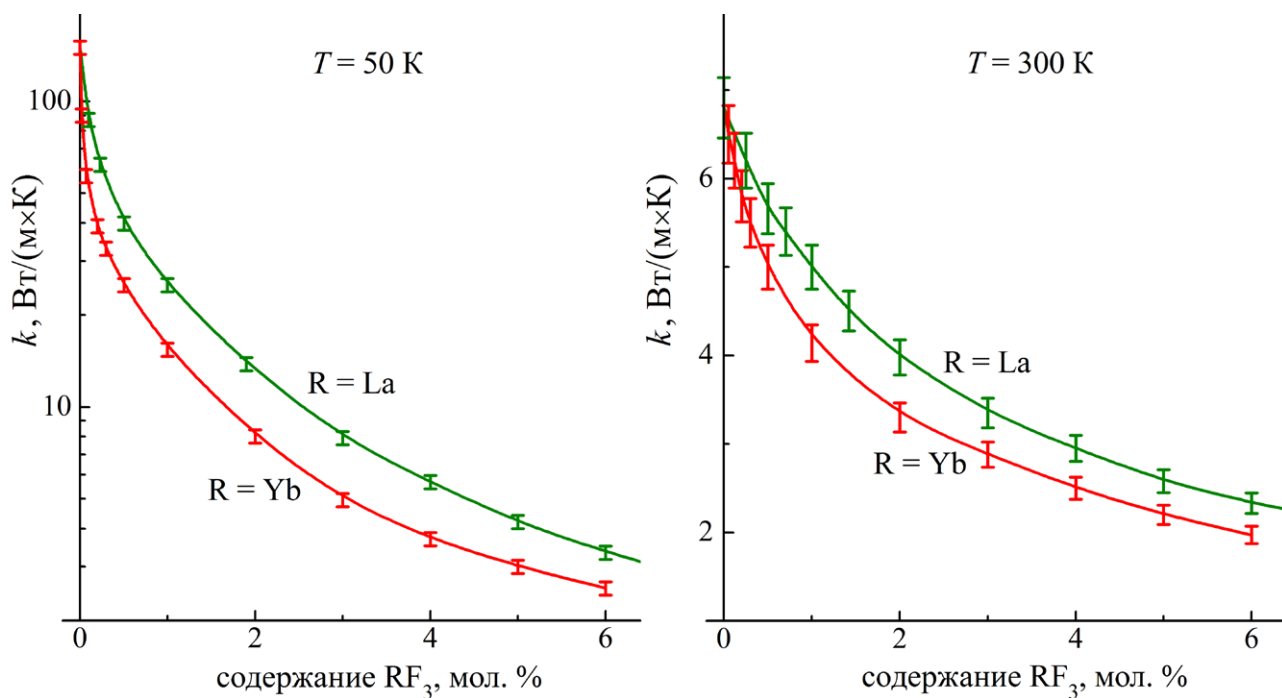 T = 50 К
k, Вт/(м×К)
100
10
R = La
R = Yb
0 2 4 6
содержание RF₃, мол. %
T = 300 К
k, Вт/(м×К)
6
4
2
R = La
R = Yb
0 2 4 6
содержание RF₃, мол. %